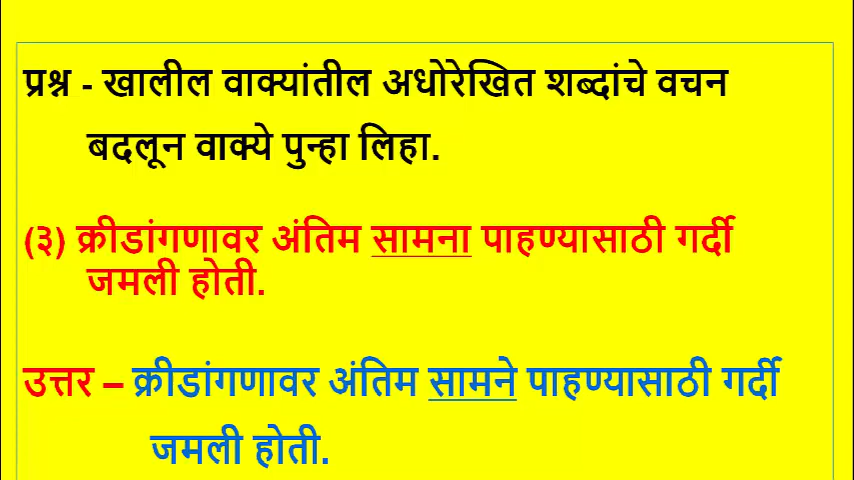 प्रश्न - खालील वाक्यांतील अधोरेखित शब्दांचे वचन
बदलून वाक्ये पुन्हा लिहा.
(३) क्रीडांगणावर अंतिम सामना पाहण्यासाठी गर्दी
जमली होती.
उत्तर – क्रीडांगणावर अंतिम सामने पाहण्यासाठी गर्दी
जमली होती.